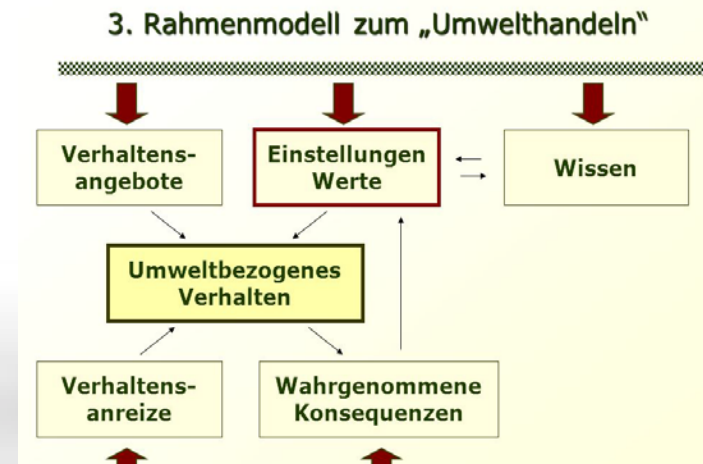 3. Rahmenmodell zum „Umwelthandeln“
Verhaltens-
angebote
Einstellungen
Werte
Wissen
Umweltbezogenes
Verhalten
Verhaltens-
anreize
Wahrgenommene
Konsequenzen